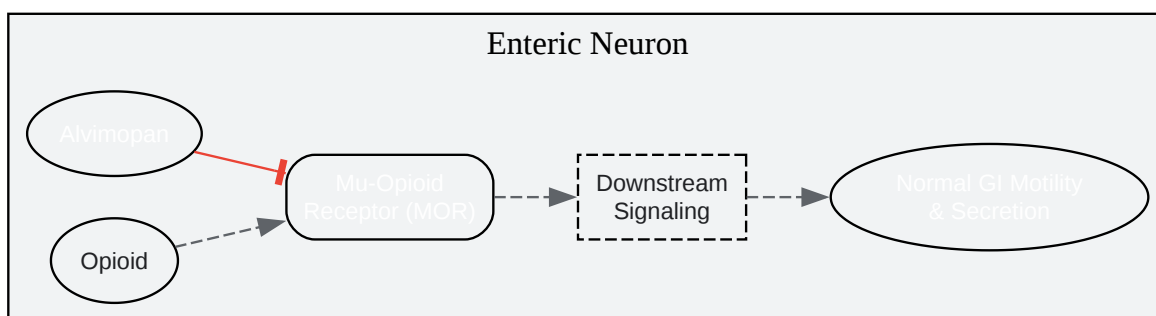 Enteric Neuron
Alvimopan
Opioid
Mu-Opioid
Receptor (MOR)
Downstream
Signaling
Normal GI Motility
& Secretion